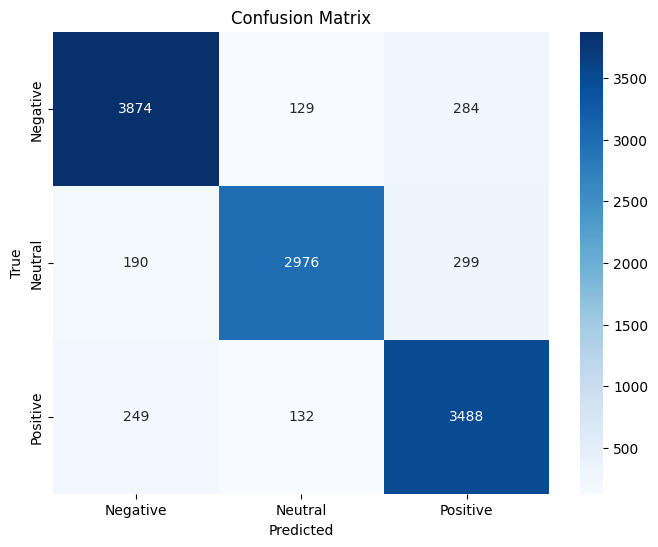 Confusion Matrix
Negative
3874 129 284
Neutral
190 2976 299
Positive
249 132 3488
True
Negative Neutral Positive
Predicted
3500
3000
2500
2000
1500
1000
500